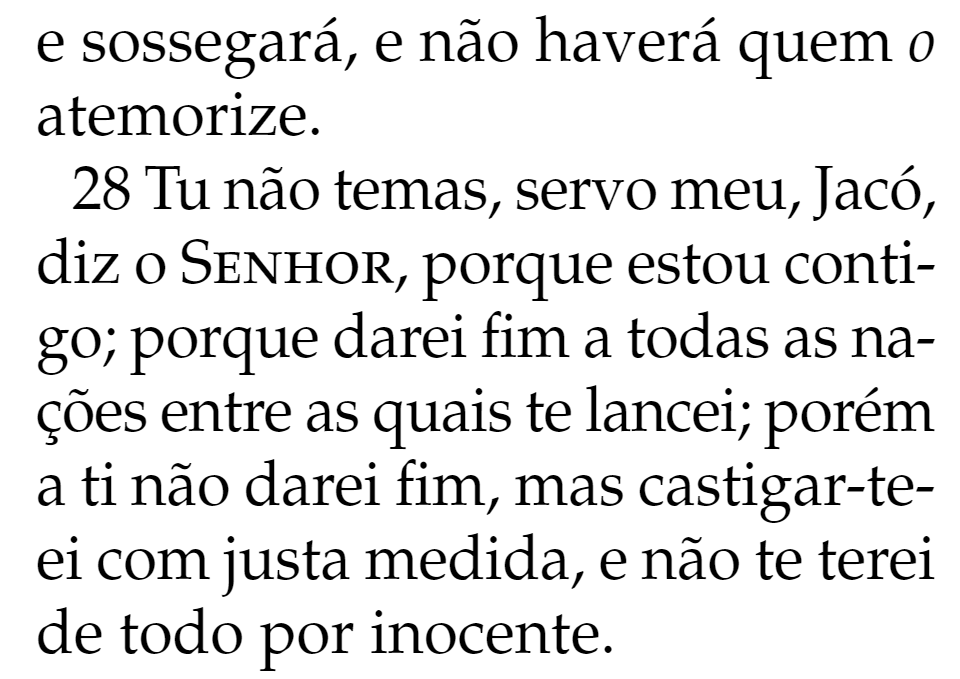 e sossegará, e não haverá quem o
atemorize.
28 Tu não temas, servo meu, Jacó,
diz o SENHOR, porque estou conti-
go; porque darei fim a todas as na-
ções entre as quais te lancei; porém
a ti não darei fim, mas castigar-te-
ei com justa medida, e não te terei
de todo por inocente.